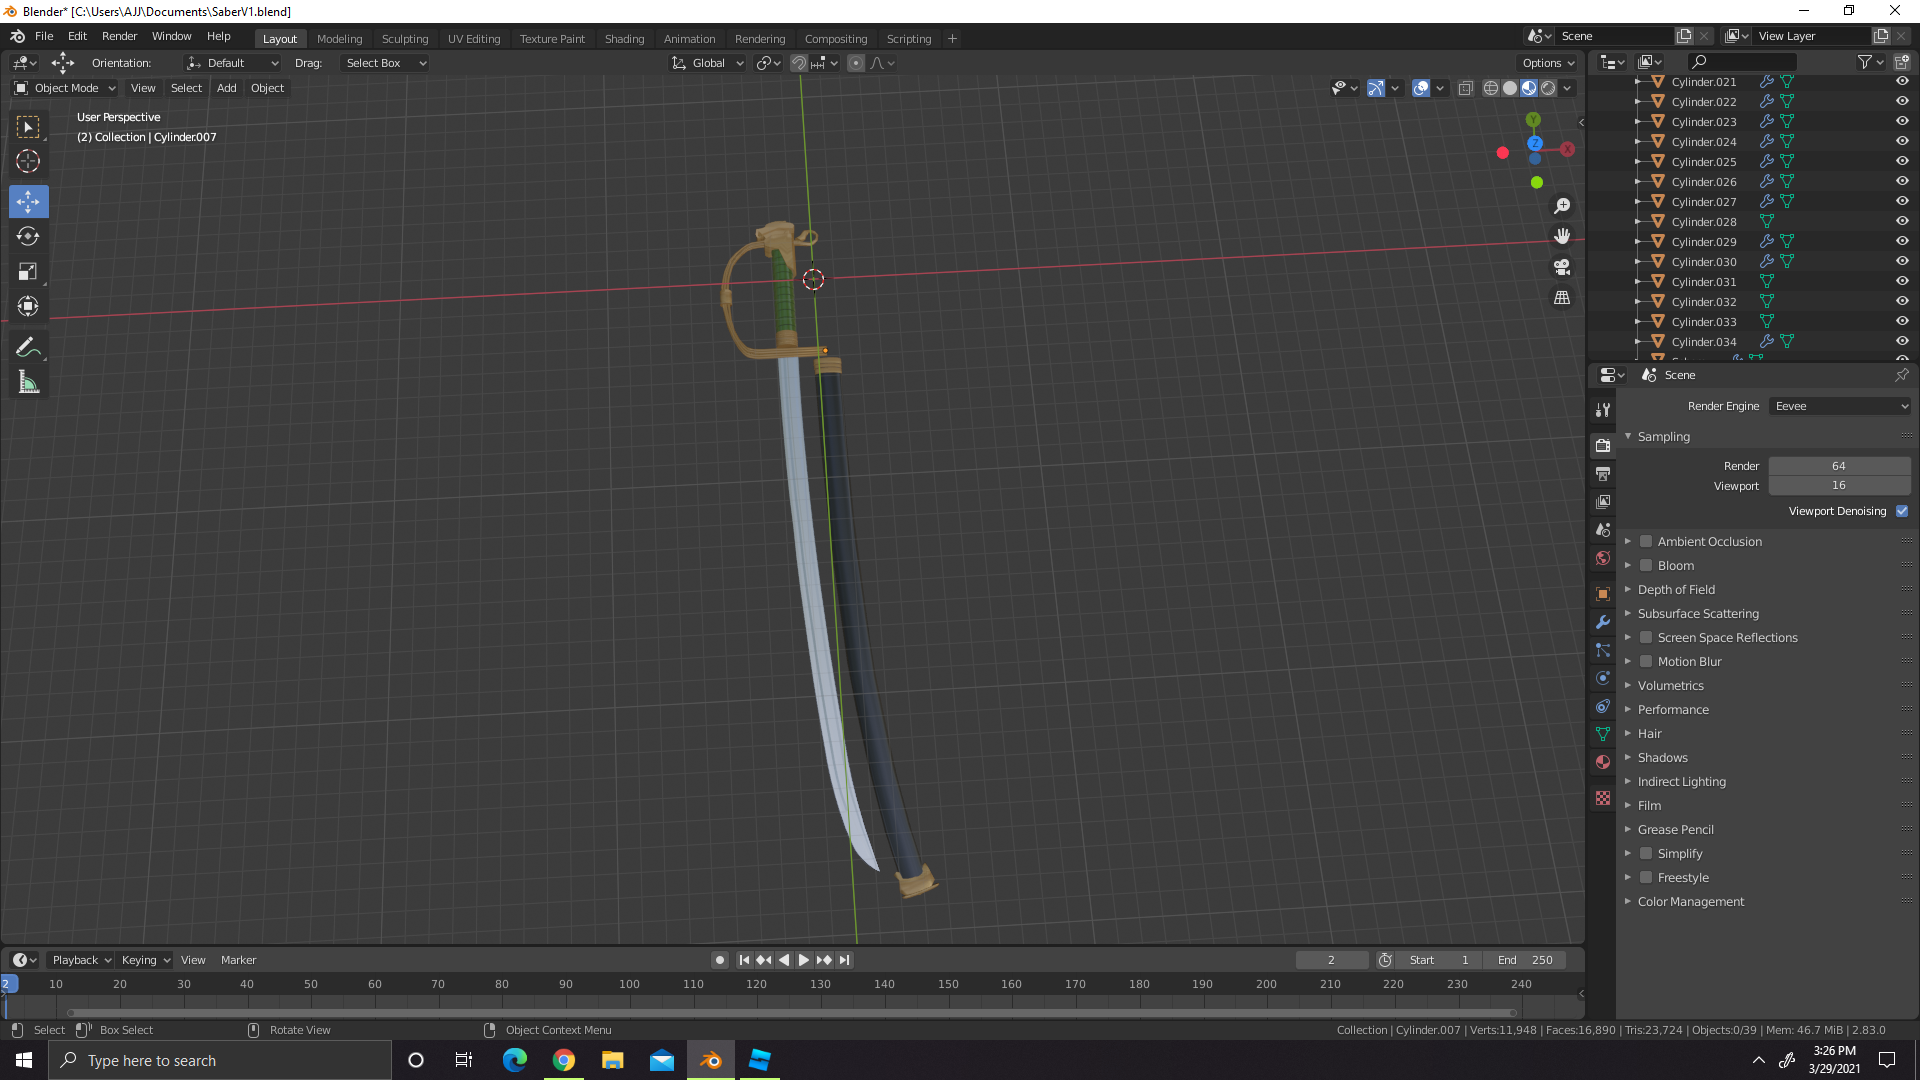 Blender* [C:\Users\AJJ\Documents\SaberV1.blend]
File Edit Render Window Help Layout Modeling Sculpting UV Editing Texture Paint Shading Animation Rendering Compositing Scripting + Scene View Layer
Orientation: Default Drag: Select Box Global Options
Object Mode View Select Add Object
User Perspective
(2) Collection | Cylinder.007
Y
Z
X
Cylinder.021
Cylinder.022
Cylinder.023
Cylinder.024
Cylinder.025
Cylinder.026
Cylinder.027
Cylinder.028
Cylinder.029
Cylinder.030
Cylinder.031
Cylinder.032
Cylinder.033
Cylinder.034
Scene
Render Engine Eevee
Sampling
Render 64
Viewport 16
Viewport Denoising
Ambient Occlusion
Bloom
Depth of Field
Subsurface Scattering
Screen Space Reflections
Motion Blur
Volumetrics
Performance
Hair
Shadows
Indirect Lighting
Film
Grease Pencil
Simplify
Freestyle
Color Management
Playback Keying View Marker 2 Start 1 End 250
2 10 20 30 40 50 60 70 80 90 100 110 120 130 140 150 160 170 180 190 200 210 220 230 240
Select Box Select Rotate View Object Context Menu Collection | Cylinder.007 | Verts:11,948 | Faces:16,890 | Tris:23,724 | Objects:0/39 | Mem: 46.7 MiB | 2.83.0
Type here to search
3:26 PM
3/29/2021